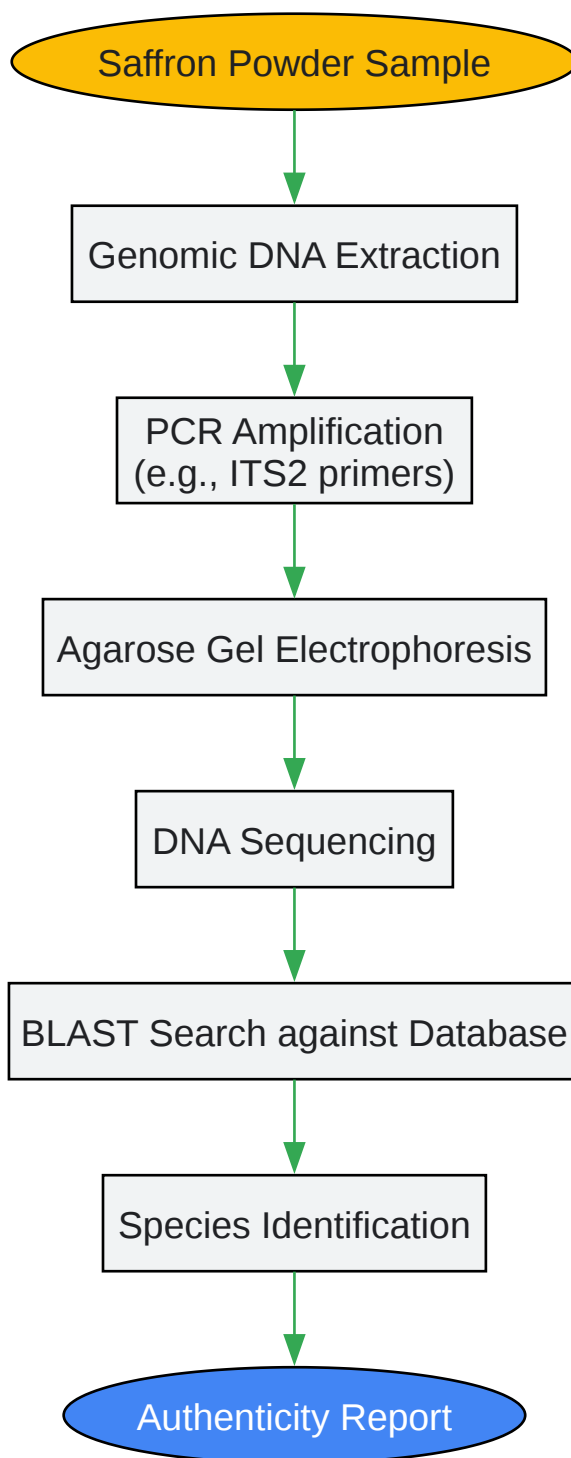 Saffron Powder Sample
Genomic DNA Extraction
PCR Amplification
(e.g., ITS2 primers)
Agarose Gel Electrophoresis
DNA Sequencing
BLAST Search against Database
Species Identification
Authenticity Report